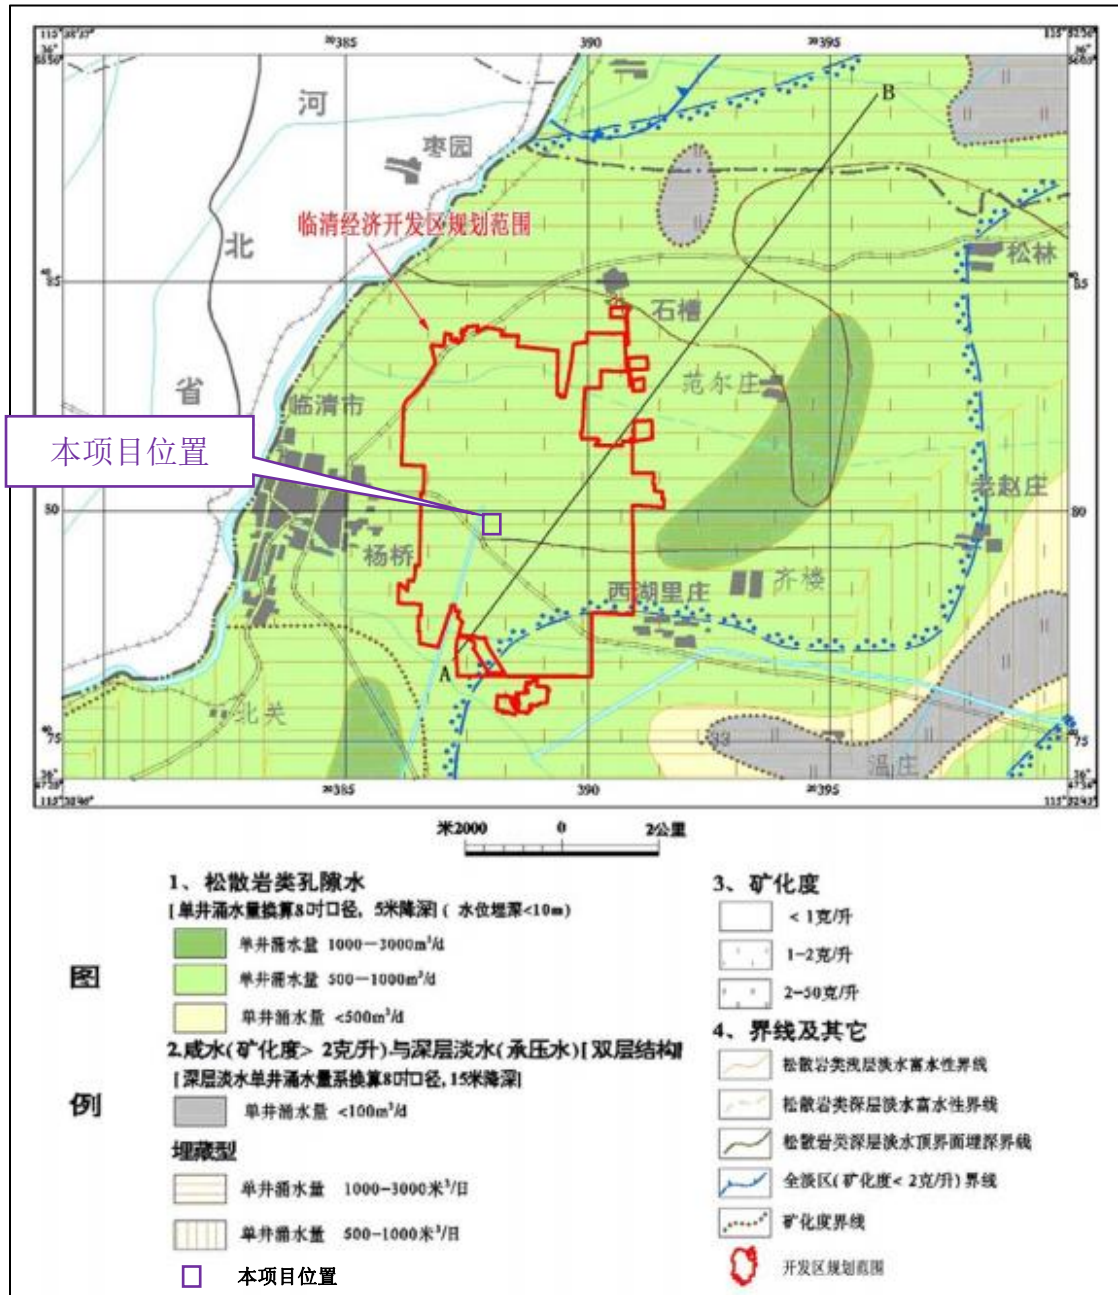 385
390
395
B
河
枣园
临清经济开发区规划范围
北
松林
石槽
省
范尔庄
临清市
本项目位置
50
老赵庄
杨桥
西湖里庄
齐楼
A
北关
75
75
温庄
385
390
395
米2000 0 2公里
图
例
1、松散岩类孔隙水
[单井涌水量换算8吋口径, 5米降深] ( 水位埋深<10m)
单井涌水量 1000—3000m³/d
单井涌水量 500—1000m³/d
单井涌水量 <500m³/d
2.咸水(矿化度> 2克/升)与深层淡水(承压水)[双层结构]
[深层淡水单井涌水量系换算8吋口径,15米降深]
单井涌水量 <100m³/d
埋藏型
单井涌水量 1000-3000米³/日
单井涌水量 500-1000米³/日
本项目位置
3、矿化度
< 1克/升
1-2克/升
2-50克/升
4、界线及其它
松散岩类浅层淡水富水性界线
松散岩类深层淡水富水性界线
松散岩类深层淡水顶界面埋深界线
全淡区(矿化度< 2克/升)界线
矿化度界线
开发区规划范围